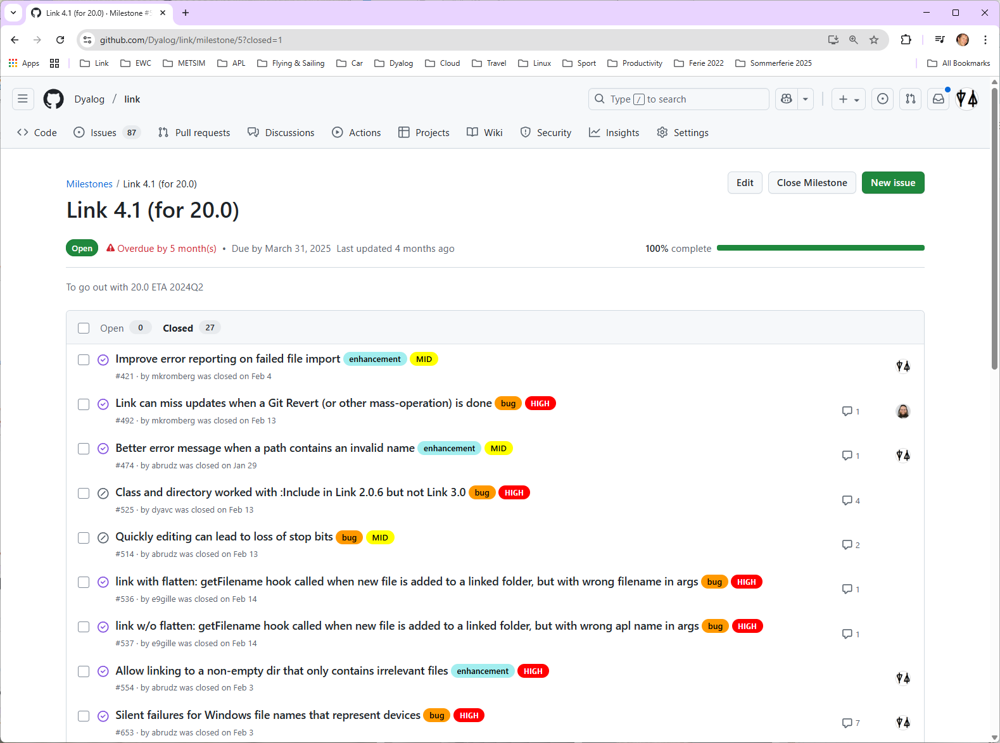 Link 4.1 (for 20.0) · Milestone #5
github.com/Dyalog/link/milestone/5?closed=1
Apps Link EWC METSIM APL Flying & Sailing Car Dyalog Cloud Travel Linux Sport Productivity Ferie 2022 Sommerferie 2025 All Bookmarks
Dyalog / link Type / to search
Code Issues 87 Pull requests Discussions Actions Projects Wiki Security Insights Settings
Milestones / Link 4.1 (for 20.0) Edit Close Milestone New issue
Link 4.1 (for 20.0)
Open Overdue by 5 month(s) • Due by March 31, 2025 Last updated 4 months ago 100% complete
To go out with 20.0 ETA 2024Q2
Open 0 Closed 27
Improve error reporting on failed file import enhancement MID
#421 · by mkromberg was closed on Feb 4
Link can miss updates when a Git Revert (or other mass-operation) is done bug HIGH
1
#492 · by mkromberg was closed on Feb 13
Better error message when a path contains an invalid name enhancement MID
1
#474 · by abrudz was closed on Jan 29
Class and directory worked with :Include in Link 2.0.6 but not Link 3.0 bug HIGH
4
#525 · by dyavc was closed on Feb 13
Quickly editing can lead to loss of stop bits bug MID
2
#514 · by abrudz was closed on Feb 13
link with flatten: getFilename hook called when new file is added to a linked folder, but with wrong filename in args bug HIGH
1
#536 · by e9gille was closed on Feb 14
link w/o flatten: getFilename hook called when new file is added to a linked folder, but with wrong apl name in args bug HIGH
1
#537 · by e9gille was closed on Feb 14
Allow linking to a non-empty dir that only contains irrelevant files enhancement HIGH
#554 · by abrudz was closed on Feb 3
Silent failures for Windows file names that represent devices bug HIGH
7
#653 · by abrudz was closed on Feb 3